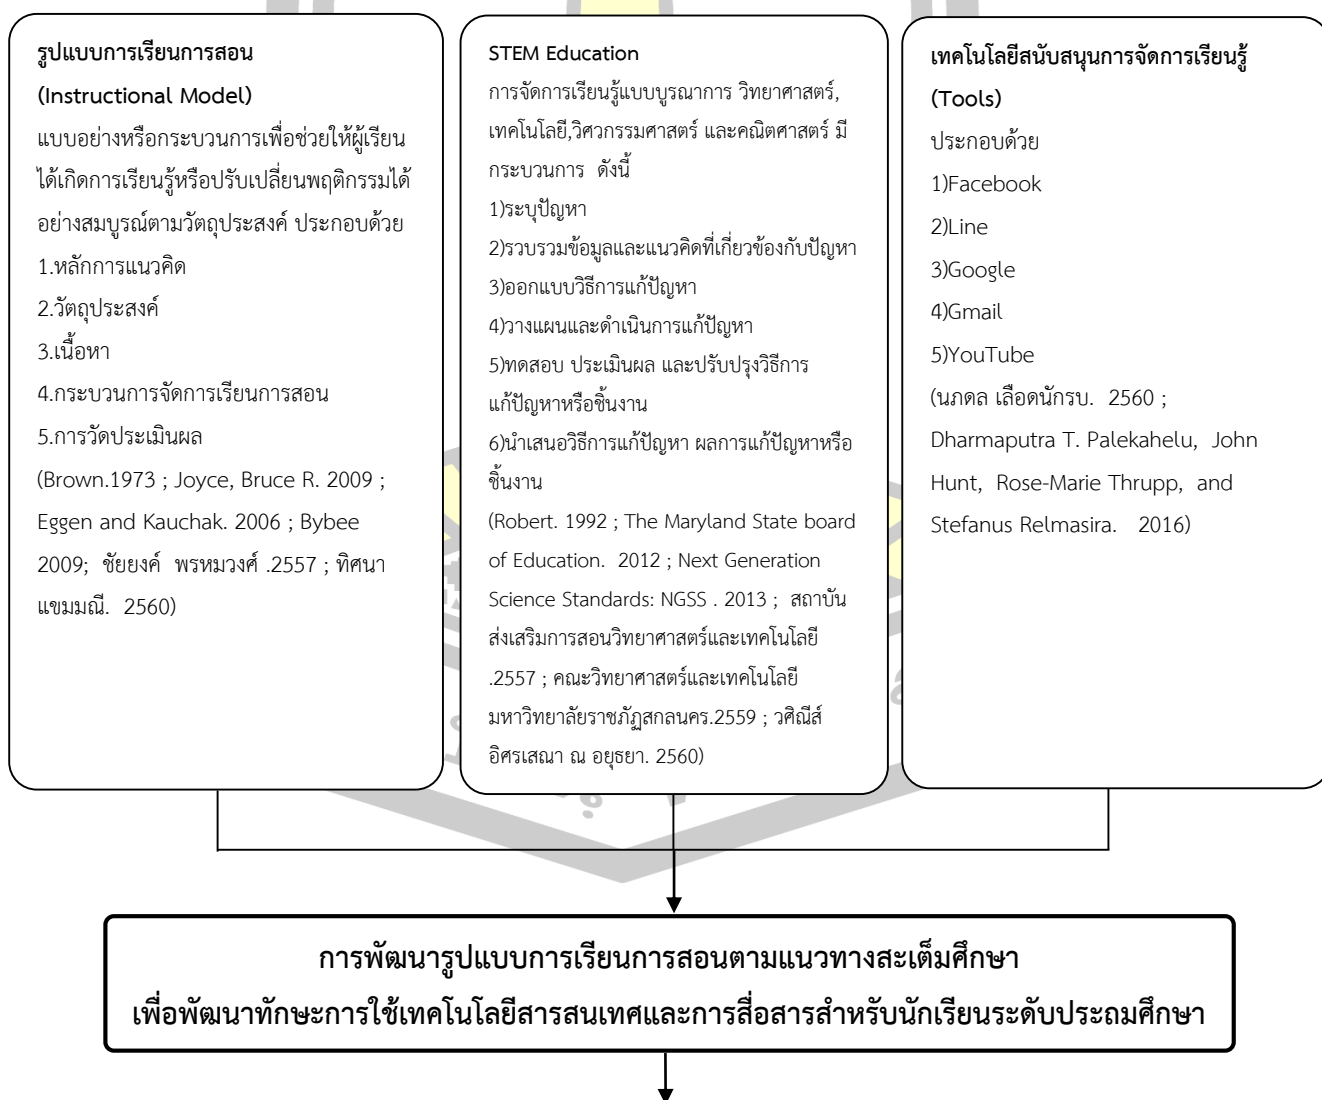 รูปแบบการเรียนการสอน
(Instructional Model)
แบบอย่างหรือกระบวนการเพื่อช่วยให้ผู้เรียน
ได้เกิดการเรียนรู้หรือปรับเปลี่ยนพฤติกรรมได้
อย่างสมบูรณ์ตามวัตถุประสงค์ ประกอบด้วย
1.หลักการแนวคิด
2.วัตถุประสงค์
3.เนื้อหา
4.กระบวนการจัดการเรียนการสอน
5.การวัดประเมินผล
(Brown.1973 ; Joyce, Bruce R. 2009 ;
Eggen and Kauchak. 2006 ; Bybee
2009; ชัยยงค์ พรหมวงศ์ .2557 ; ทิศนา
แขมมณี. 2560)
STEM Education
การจัดการเรียนรู้แบบบูรณาการ วิทยาศาสตร์,
เทคโนโลยี,วิศวกรรมศาสตร์ และคณิตศาสตร์ มี
กระบวนการ ดังนี้
1)ระบุปัญหา
2)รวบรวมข้อมูลและแนวคิดที่เกี่ยวข้องกับปัญหา
3)ออกแบบวิธีการแก้ปัญหา
4)วางแผนและดำเนินการแก้ปัญหา
5)ทดสอบ ประเมินผล และปรับปรุงวิธีการ
แก้ปัญหาหรือชิ้นงาน
6)นำเสนอวิธีการแก้ปัญหา ผลการแก้ปัญหาหรือ
ชิ้นงาน
(Robert. 1992 ; The Maryland State board
of Education. 2012 ; Next Generation
Science Standards: NGSS . 2013 ; สถาบัน
ส่งเสริมการสอนวิทยาศาสตร์และเทคโนโลยี
.2557 ; คณะวิทยาศาสตร์และเทคโนโลยี
มหาวิทยาลัยราชภัฏสกลนคร.2559 ; วศิณีส์
อิศรเสณา ณ อยุธยา. 2560)
เทคโนโลยีสนับสนุนการจัดการเรียนรู้
(Tools)
ประกอบด้วย
1)Facebook
2)Line
3)Google
4)Gmail
5)YouTube
(นภดล เลือดนักรบ. 2560 ;
Dharmaputra T. Palekahelu, John
Hunt, Rose-Marie Thrupp, and
Stefanus Relmasira. 2016)
การพัฒนารูปแบบการเรียนการสอนตามแนวทางสะเต็มศึกษา
เพื่อพัฒนาทักษะการใช้เทคโนโลยีสารสนเทศและการสื่อสารสำหรับนักเรียนระดับประถมศึกษา